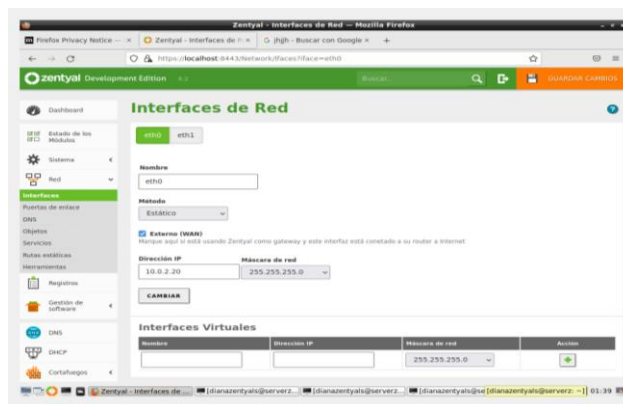 Zentyal - Interfaces de Red — Mozilla Firefox
Firefox Privacy Notice —
Zentyal - Interfaces de
jhjh - Buscar con Google
https://localhost:8443/Network/Ifaces?iface=eth0
zentyal Development Edition
Buscar...
GUARDAR CAMBIOS
Dashboard
Estado de los
Módulos
Sistema
Red
Interfaces
Puertas de enlace
DNS
Objetos
Servicios
Rutas estáticas
Herramientas
Registros
Gestión de
software
DNS
DHCP
Cortafuegos
Interfaces de Red
eth0 eth1
Nombre
eth0
Método
Estático
Externo (WAN)
Marque aquí si está usando Zentyal como gateway y este interfaz está conetado a su router a Internet
Dirección IP Máscara de red
10.0.2.20 255.255.255.0
CAMBIAR
Interfaces Virtuales
Nombre Dirección IP Máscara de red Acción
255.255.255.0
Zentyal - Interfaces de ...
[dianazentyals@serverz...
[dianazentyals@serverz...
[dianazentyals@se
[dianazentyals@serverz: ~]
01:39